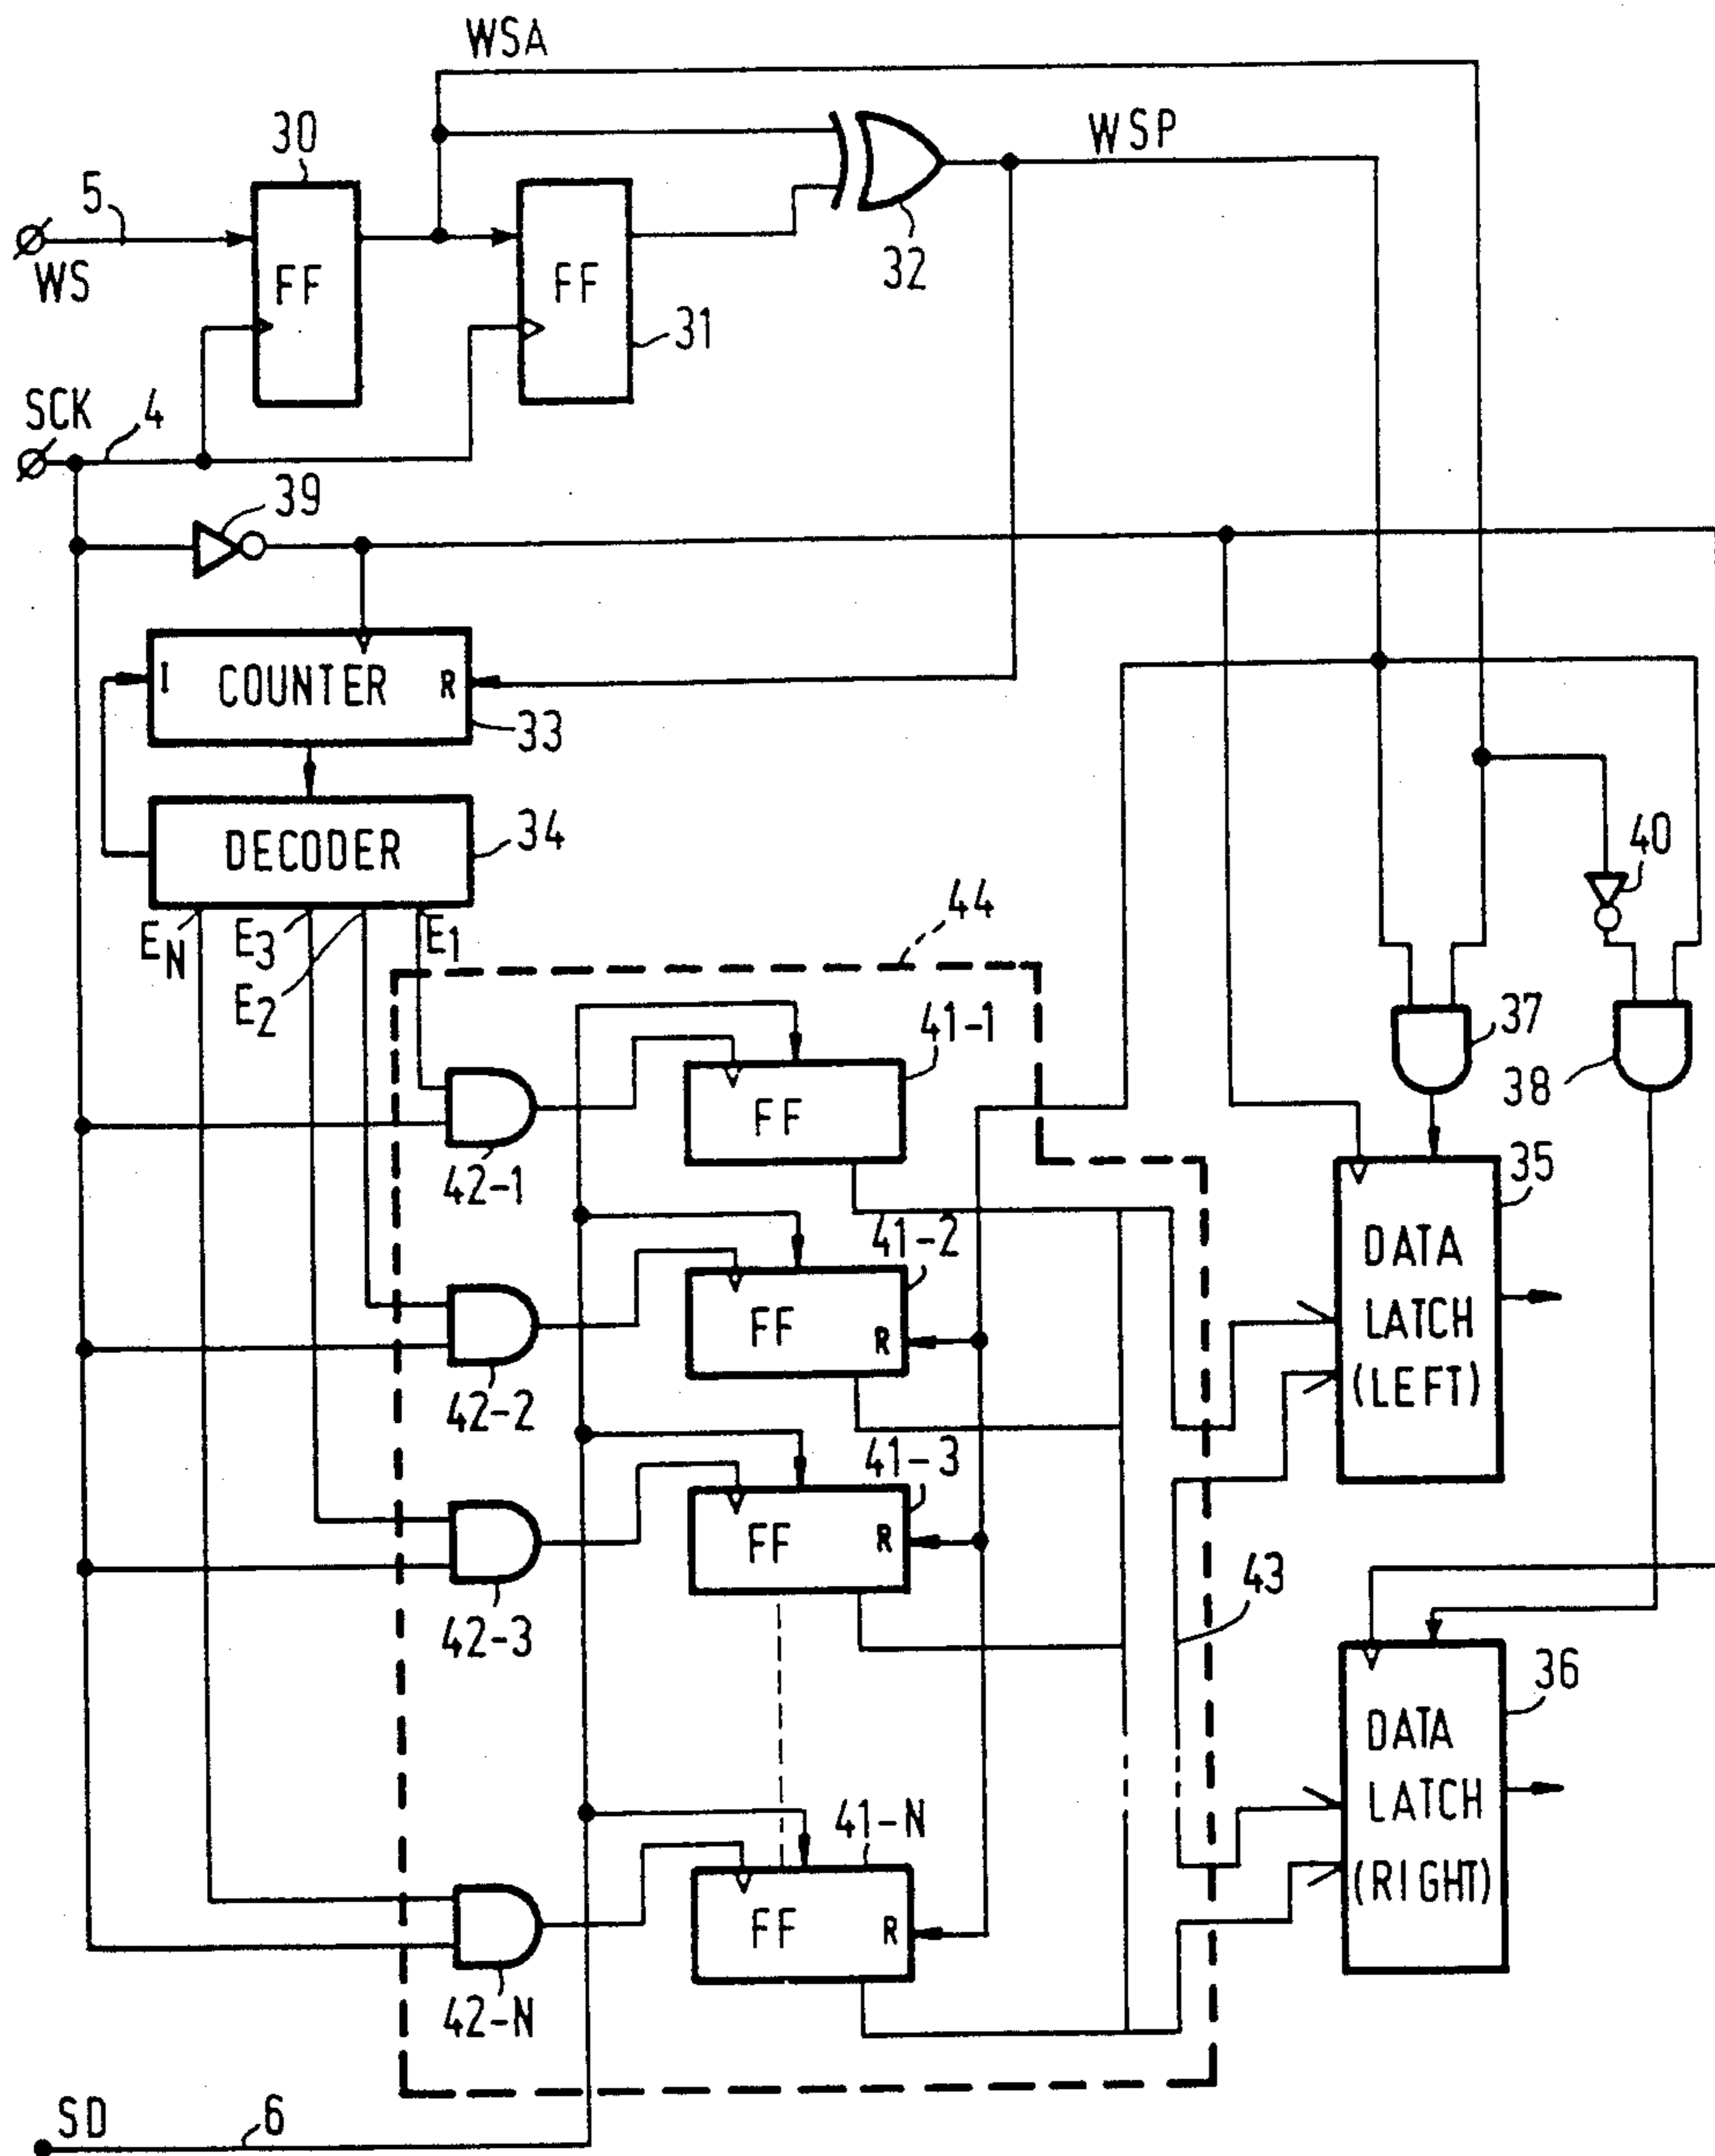 WSA
30
WSP
5
WS
FF
FF
32
31
SCK
4
39
I COUNTER R
33
DECODER
34
40
EN E3 E2 E1
44
37
38
41-1
FF
42-1
35
41-2
FF R
42-2
DATA LATCH (LEFT)
41-3
FF R
42-3
43
36
DATA LATCH (RIGHT)
41-N
FF R
42-N
SD
6